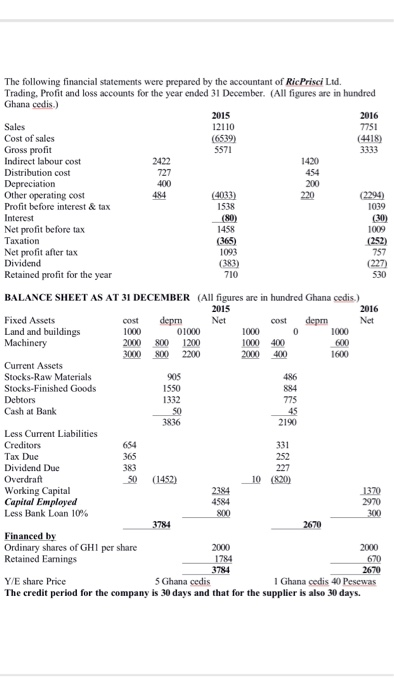 The following financial statements were prepared by the accountant of RicPrisci Ltd.
Trading, Profit and loss accounts for the year ended 31 December. (All figures are in hundred
Ghana cedis.)
2015 2016
Sales 12110 7751
Cost of sales (6539) (4418)
Gross profit 5571 3333
Indirect labour cost 2422 1420
Distribution cost 727 454
Depreciation 400 200
Other operating cost 484 (4033) 220 (2294)
Profit before interest & tax 1538 1039
Interest (80) (30)
Net profit before tax 1458 1009
Taxation (365) (252)
Net profit after tax 1093 757
Dividend (383) (227)
Retained profit for the year 710 530
BALANCE SHEET AS AT 31 DECEMBER (All figures are in hundred Ghana cedis.)
2015 2016
Fixed Assets cost deprn Net cost deprn Net
Land and buildings 1000 01000 1000 0 1000
Machinery 2000 800 1200 1000 400 600
3000 800 2200 2000 400 1600
Current Assets
Stocks-Raw Materials 905 486
Stocks-Finished Goods 1550 884
Debtors 1332 775
Cash at Bank 50 45
3836 2190
Less Current Liabilities
Creditors 654 331
Tax Due 365 252
Dividend Due 383 227
Overdraft 50 (1452) 10 (820)
Working Capital 2384 1370
Capital Employed 4584 2970
Less Bank Loan 10% 800 300
3784 2670
Financed by
Ordinary shares of GH1 per share 2000 2000
Retained Earnings 1784 670
3784 2670
Y/E share Price 5 Ghana cedis 1 Ghana cedis 40 Pesewas
The credit period for the company is 30 days and that for the supplier is also 30 days.